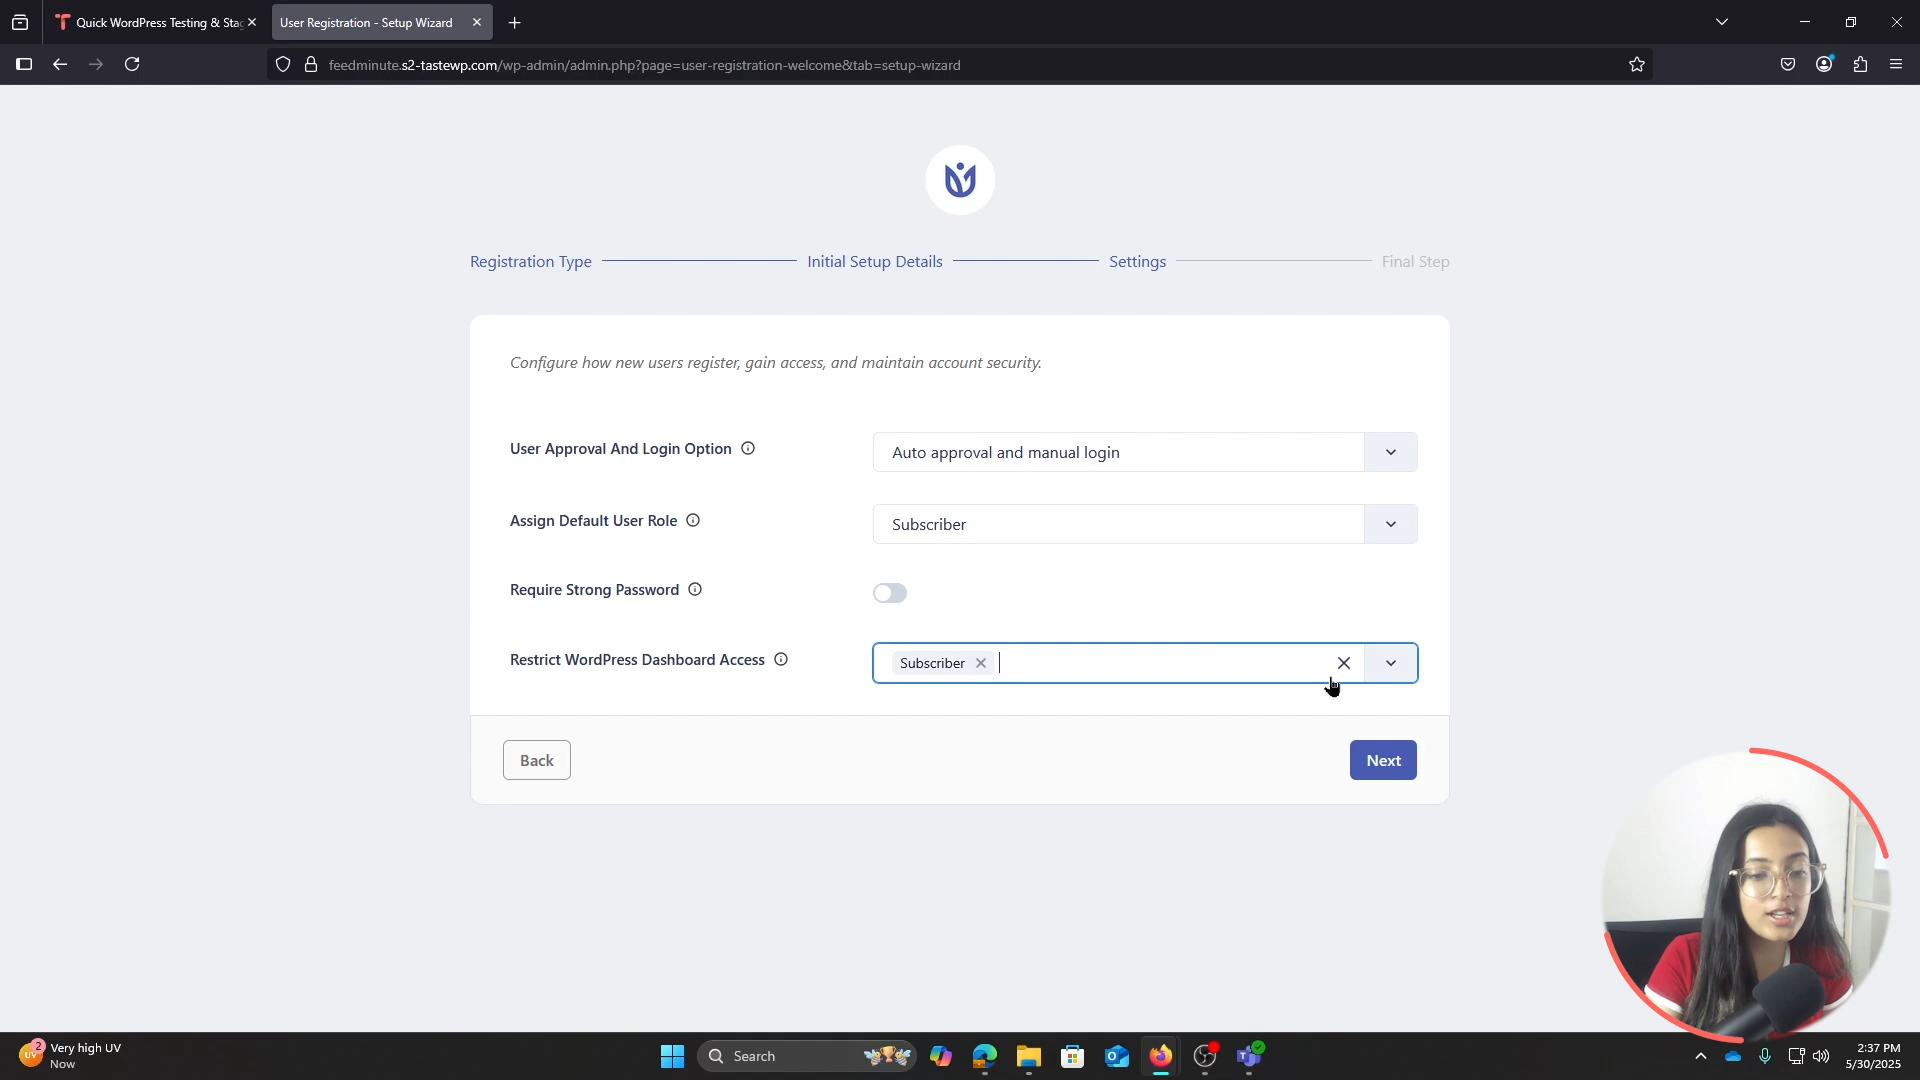 Quick WordPress Testing & Sta
User Registration - Setup Wizard
feedminute.s2-tastewp.com/wp-admin/admin.php?page=user-registration-welcome&tab=setup-wizard
Registration Type
Initial Setup Details
Settings
Final Step
Configure how new users register, gain access, and maintain account security.
User Approval And Login Option
Auto approval and manual login
Assign Default User Role
Subscriber
Require Strong Password
Restrict WordPress Dashboard Access
Subscriber
Back
Next
2
UV
Very high UV
Now
Search
2:37 PM
5/30/2025